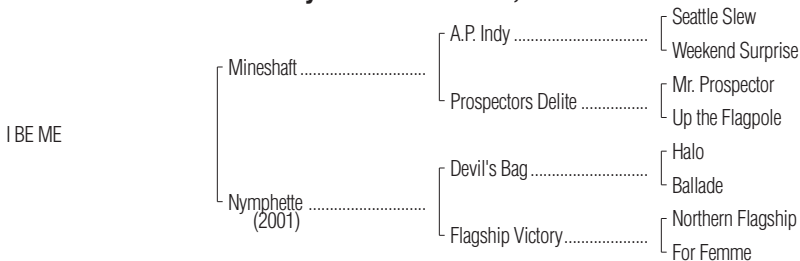 Seattle Slew
A.P. Indy
Weekend Surprise
Mineshaft
Mr. Prospector
Prospectors Delite
Up the Flagpole
I BE ME
Halo
Devil's Bag
Ballade
Nymphette
(2001)
Northern Flagship
Flagship Victory
For Femme